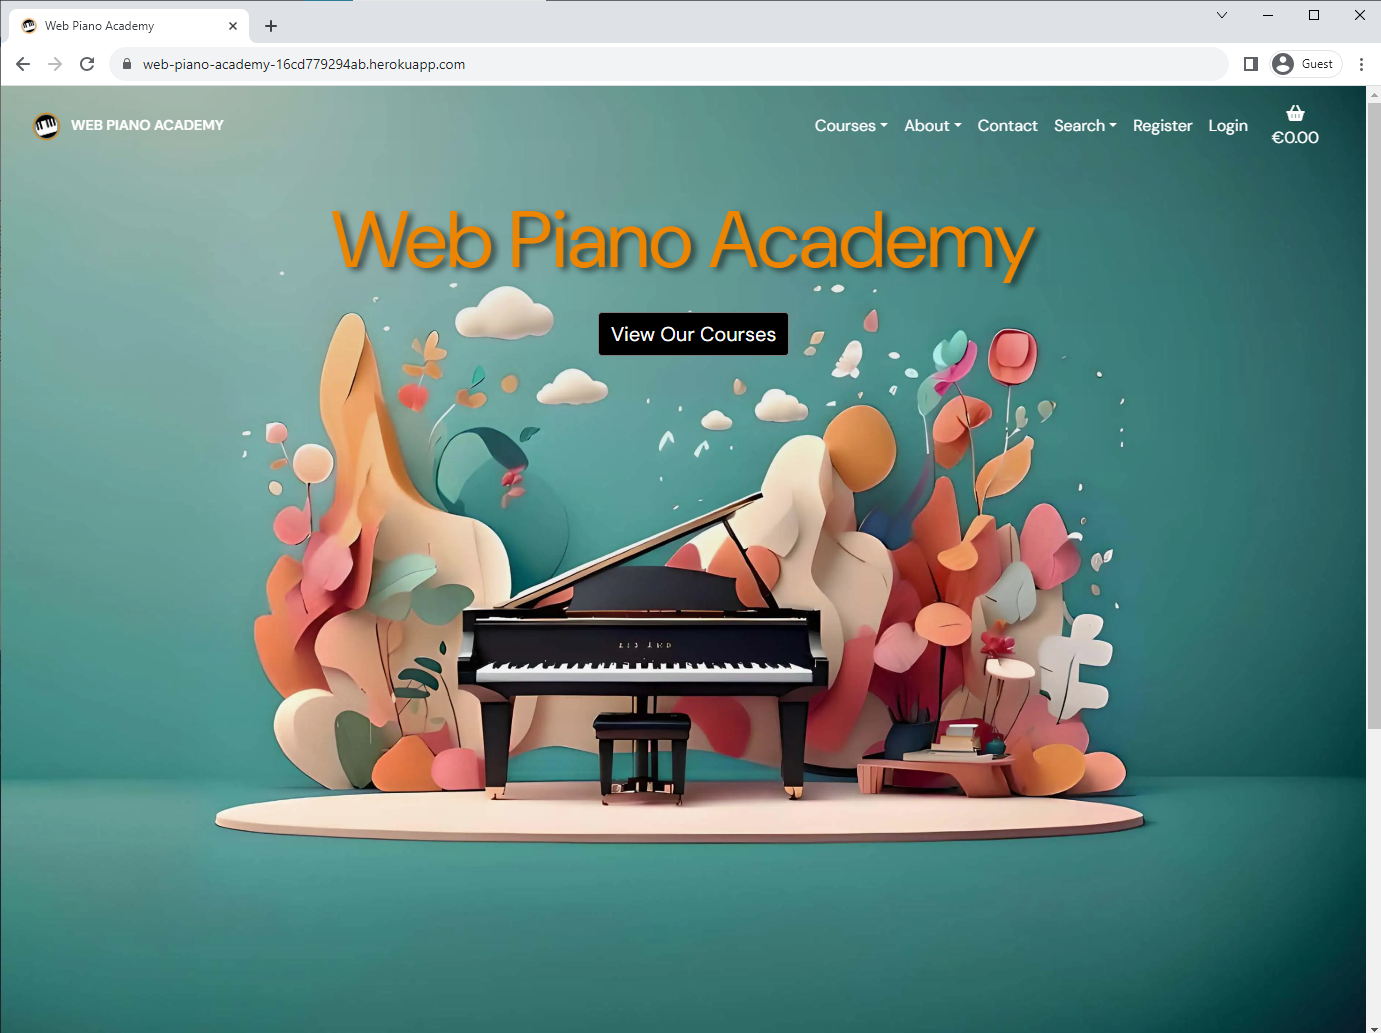 Web Piano Academy
web-piano-academy-16cd779294ab.herokuapp.com
Guest
WEB PIANO ACADEMY
Courses
About
Contact
Search
Register
Login
€0.00
Web Piano Academy
View Our Courses